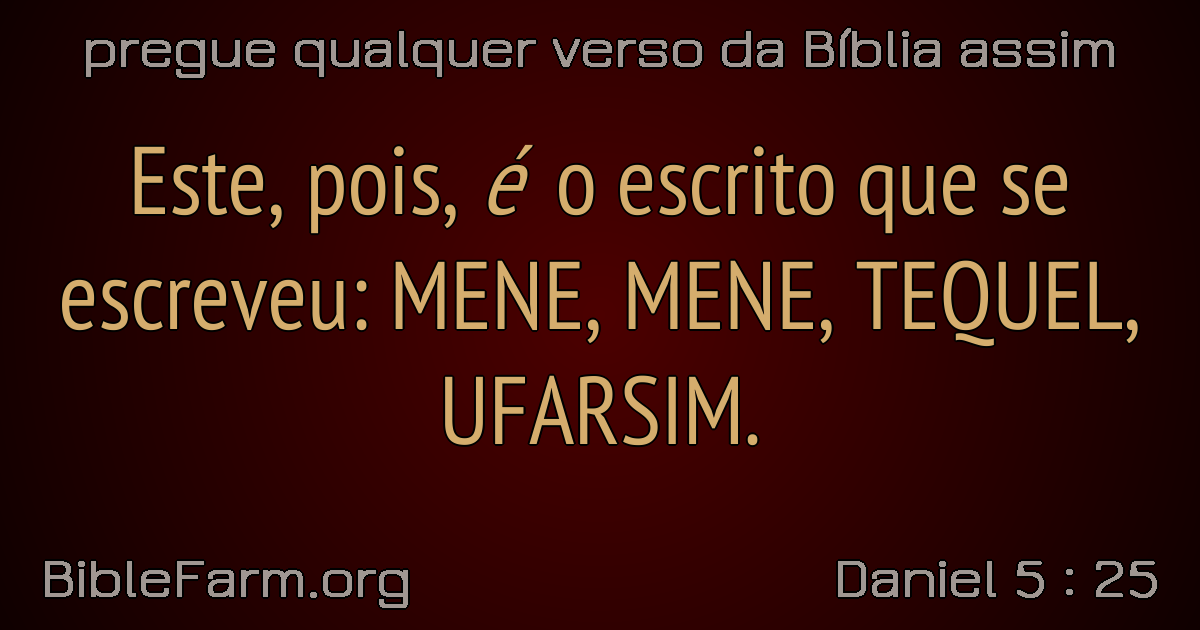 pregue qualquer verso da Bíblia assim
Este, pois, é o escrito que se
escreveu: MENE, MENE, TEQUEL,
UFARSIM.
BibleFarm.org
Daniel 5 : 25